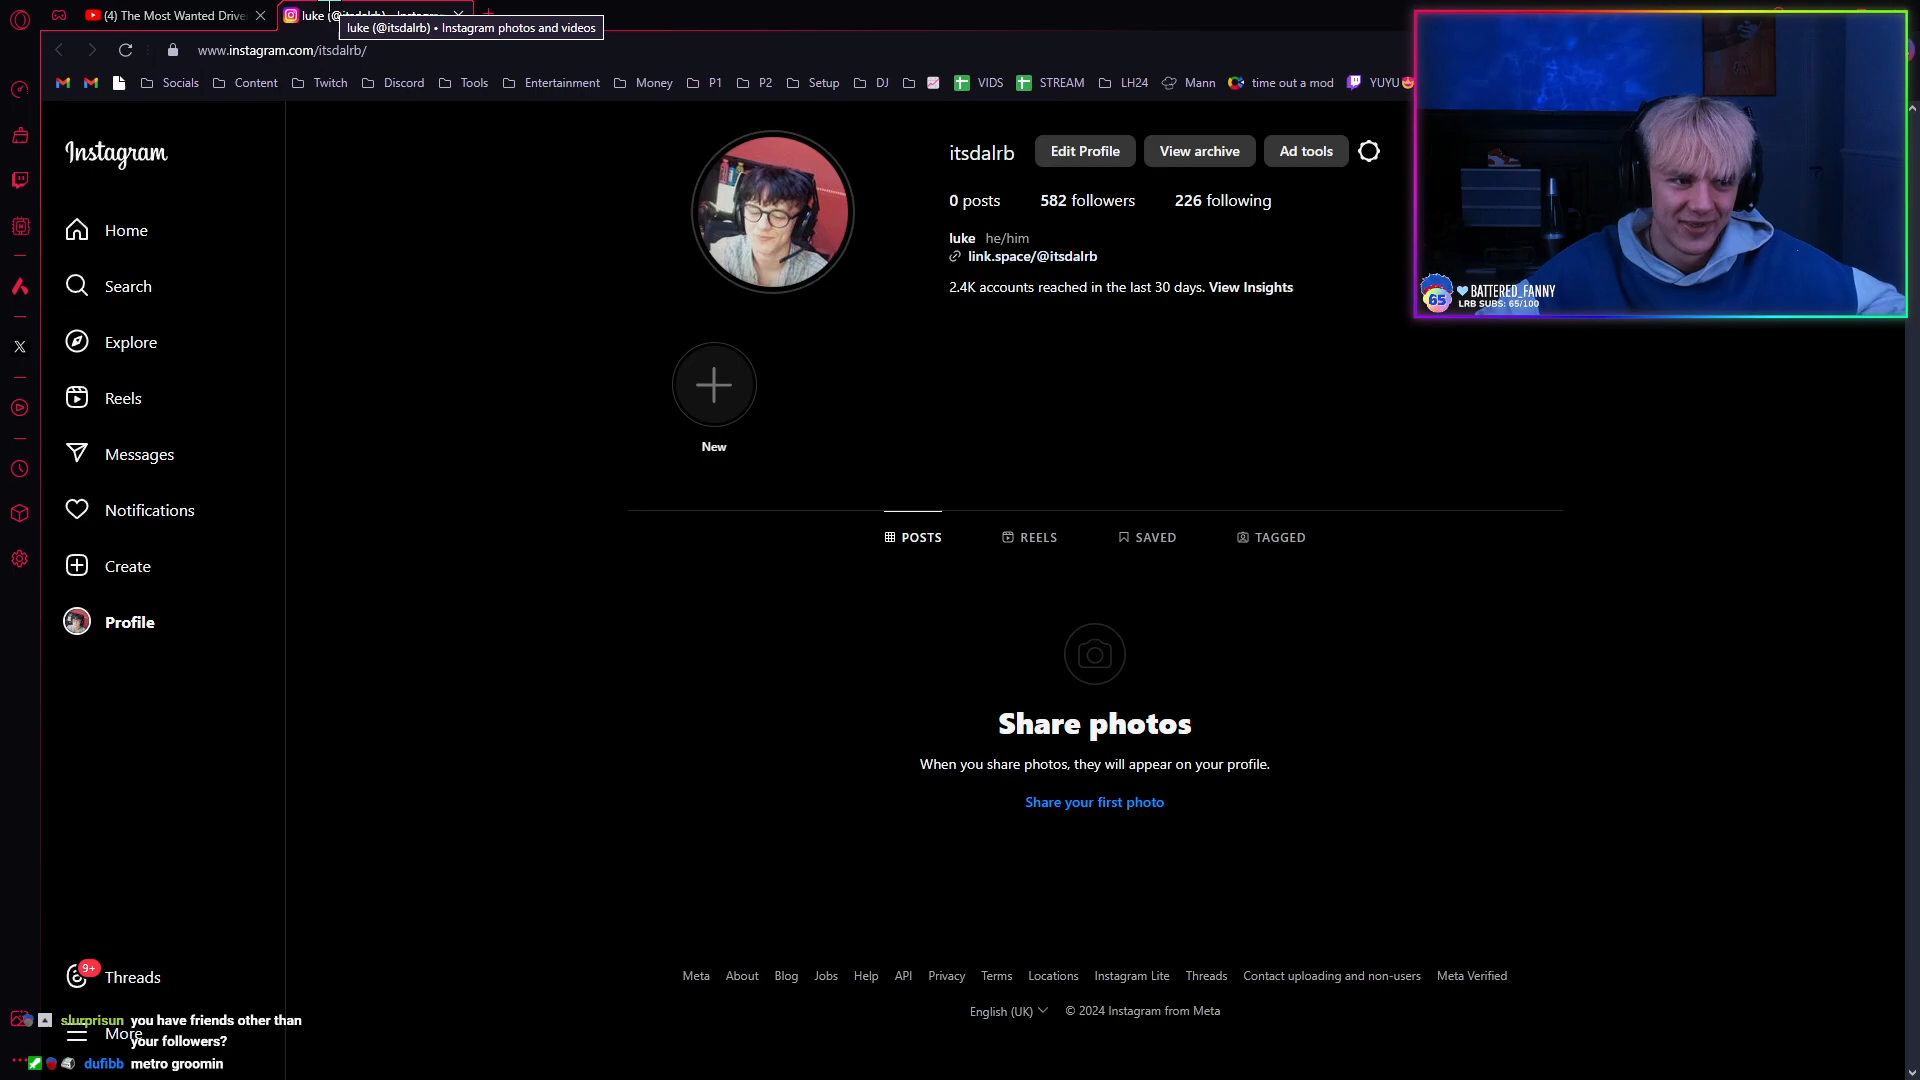 (4) The Most Wanted Drive
luke (@itsdalrb) • Instagram photos and videos
www.instagram.com/itsdalrb/
Socials Content Twitch Discord Tools Entertainment Money P1 P2 Setup DJ VIDS STREAM LH24 Mann time out a mod YUYU
Instagram
Home
Search
Explore
Reels
Messages
Notifications
Create
Profile
9+
Threads
More
itsdalrb Edit Profile View archive Ad tools
0 posts 582 followers 226 following
luke he/him
link.space/@itsdalrb
2.4K accounts reached in the last 30 days. View Insights
New
POSTS REELS SAVED TAGGED
Share photos
When you share photos, they will appear on your profile.
Share your first photo
Meta About Blog Jobs Help API Privacy Terms Locations Instagram Lite Threads Contact uploading and non-users Meta Verified
English (UK) © 2024 Instagram from Meta
65
BATTERED_FANNY
LRB SUBS: 65/100
slurprisun you have friends other than
your followers?
dufibb metro groomin